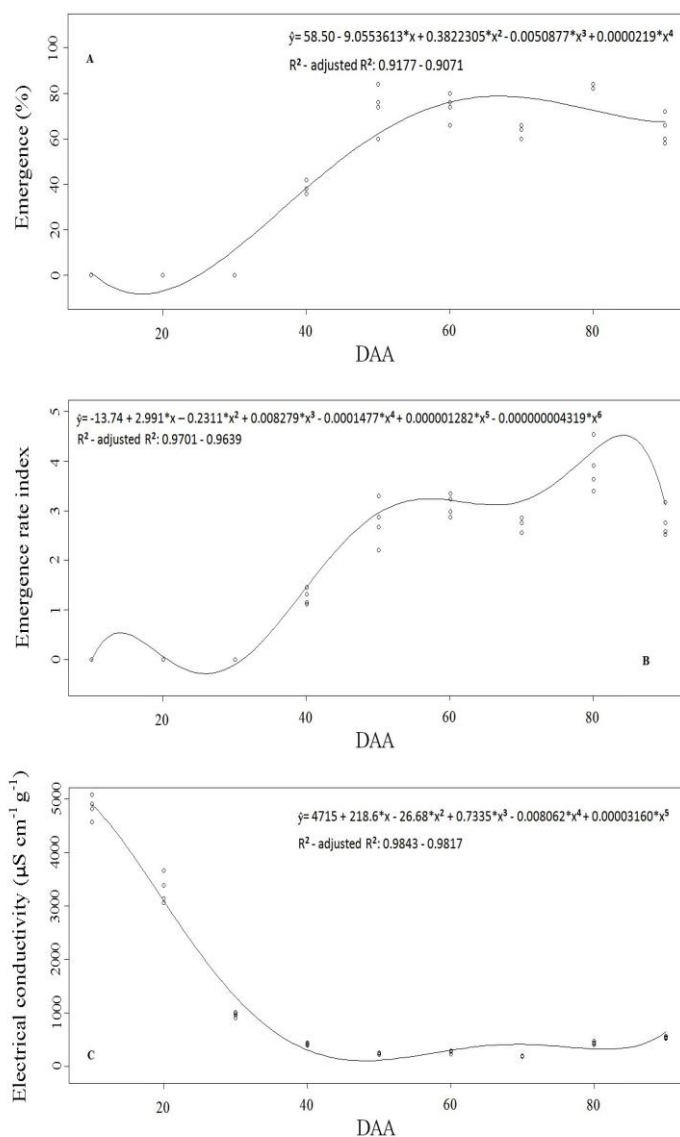 ŷ= 58.50 - 9.0553613*x + 0.3822305*x² - 0.0050877*x³ + 0.0000219*x⁴
A
R² - adjusted R²: 0.9177 - 0.9071
Emergence (%)
100
80
60
40
20
0
20 40 60 80
DAA
ŷ= -13.74 + 2.991*x – 0.2311*x² + 0.008279*x³ - 0.0001477*x⁴ + 0.000001282*x⁵ - 0.000000004319*x⁶
R² - adjusted R²: 0.9701 - 0.9639
Emergence rate index
5
4
3
2
1
0
B
20 40 60 80
DAA
ŷ= 4715 + 218.6*x - 26.68*x² + 0.7335*x³ - 0.008062*x⁴ + 0.00003160*x⁵
R² - adjusted R²: 0.9843 - 0.9817
Electrical conductivity (µS cm⁻¹ g⁻¹)
5000
4000
3000
2000
1000
0
C
20 40 60 80
DAA